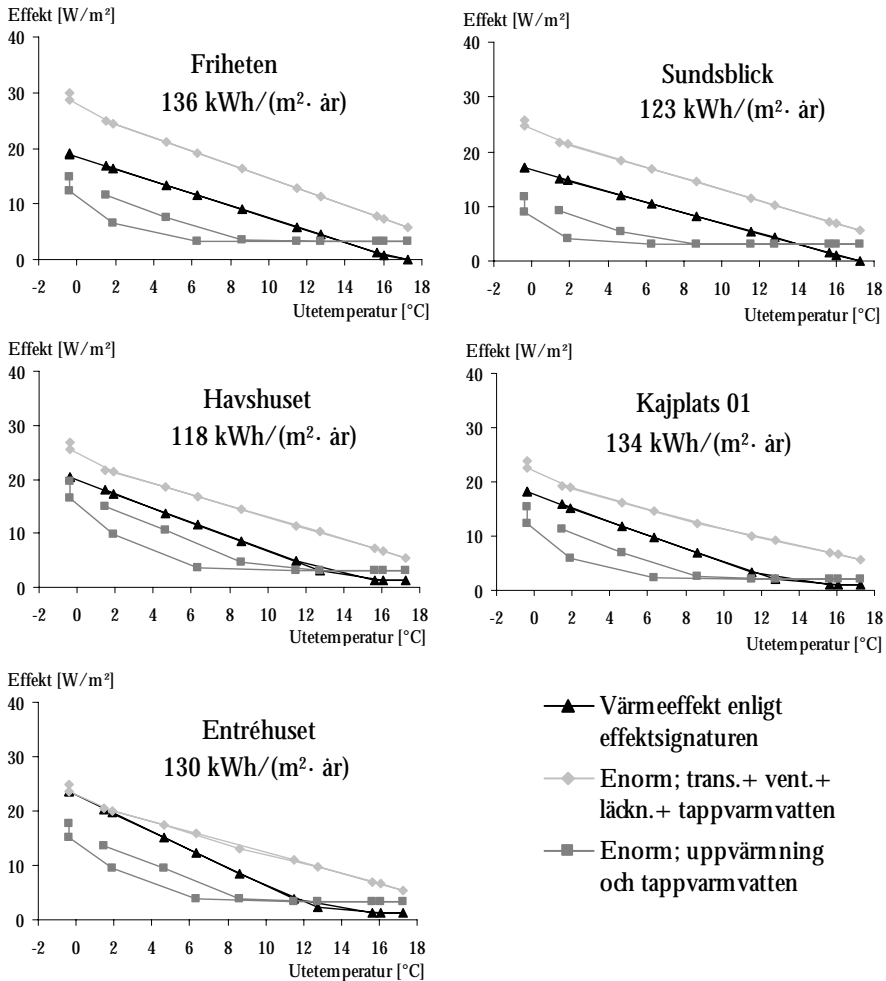 Effekt [W/m²]
40
30
20
10
0
-2 0 2 4 6 8 10 12 14 16 18
Utetemperatur [°C]
Friheten
136 kWh/(m²· år)
Effekt [W/m²]
40
30
20
10
0
-2 0 2 4 6 8 10 12 14 16 18
Utetemperatur [°C]
Sundsblick
123 kWh/(m²· år)
Effekt [W/m²]
40
30
20
10
0
-2 0 2 4 6 8 10 12 14 16 18
Utetemperatur [°C]
Havshuset
118 kWh/(m²· år)
Effekt [W/m²]
40
30
20
10
0
-2 0 2 4 6 8 10 12 14 16 18
Utetemperatur [°C]
Kajplats 01
134 kWh/(m²· år)
Effekt [W/m²]
40
30
20
10
0
-2 0 2 4 6 8 10 12 14 16 18
Utetemperatur [°C]
Entréhuset
130 kWh/(m²· år)
Värmeeffekt enligt
effektsignaturen
Enorm; trans.+ vent.+
läckn.+ tappvarmvatten
Enorm; uppvärmning
och tappvarmvatten